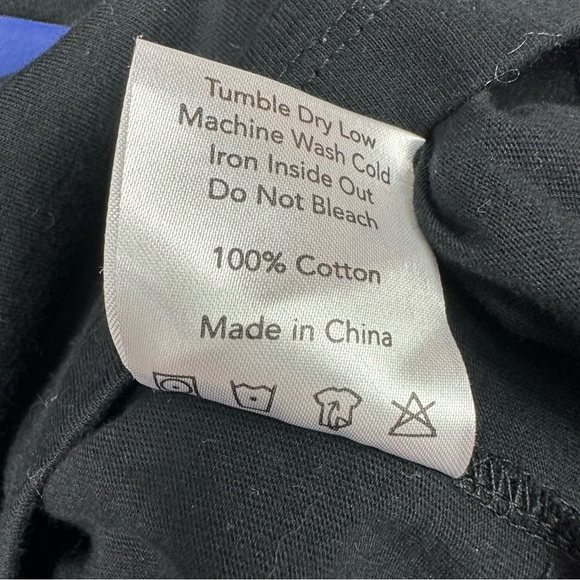 Tumble Dry Low
Machine Wash Cold
Iron Inside Out
Do Not Bleach
100% Cotton
Made in China